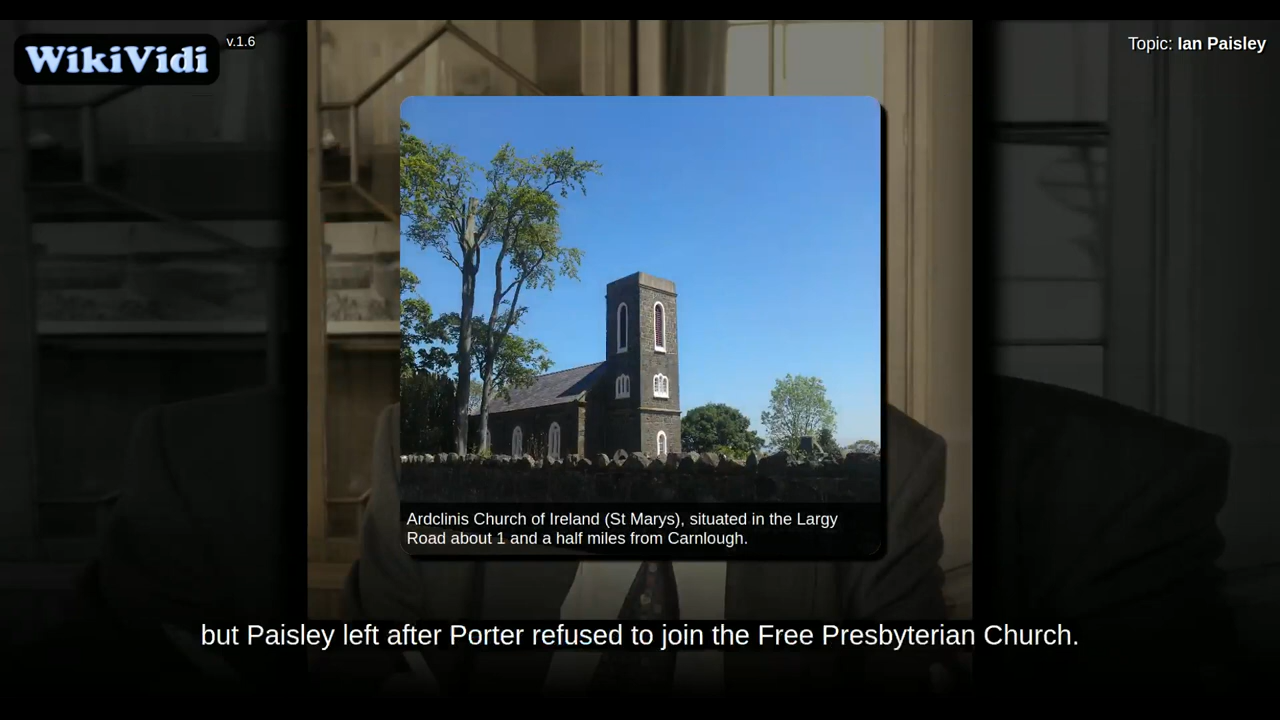 WikiVidi
v.1.6
Topic: Ian Paisley
Ardclinis Church of Ireland (St Marys), situated in the Largy
Road about 1 and a half miles from Carnlough.
but Paisley left after Porter refused to join the Free Presbyterian Church.